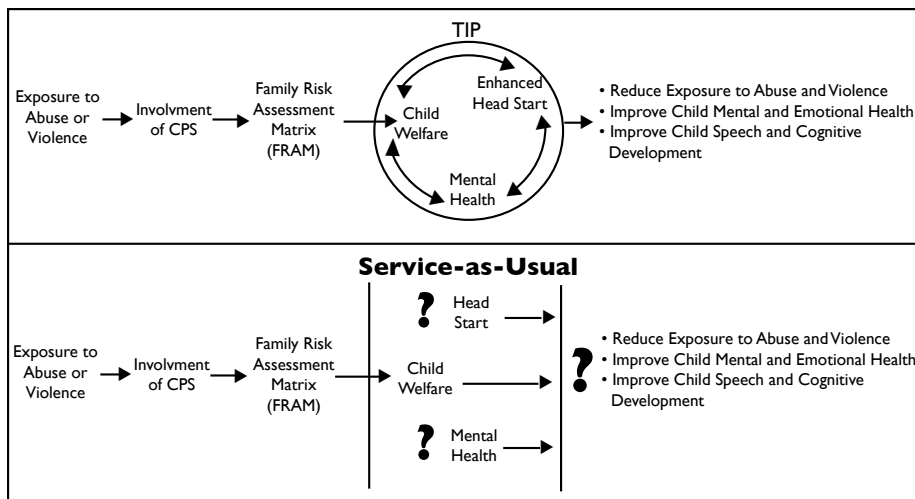 TIP
Exposure to
Abuse or
Violence
Involvment
of CPS
Family Risk
Assessment
Matrix
(FRAM)
Child
Welfare
Enhanced
Head Start
Mental
Health
• Reduce Exposure to Abuse and Violence
• Improve Child Mental and Emotional Health
• Improve Child Speech and Cognitive
Development
Service-as-Usual
Exposure to
Abuse or
Violence
Involvment
of CPS
Family Risk
Assessment
Matrix
(FRAM)
? Head
Start
Child
Welfare
? Mental
Health
?
• Reduce Exposure to Abuse and Violence
• Improve Child Mental and Emotional Health
• Improve Child Speech and Cognitive
Development